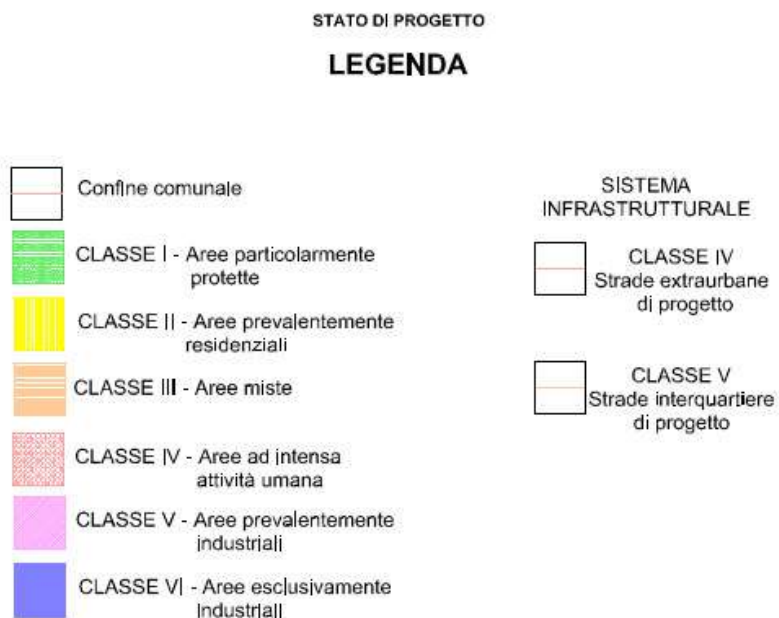 STATO DI PROGETTO
LEGENDA
Confine comunale
CLASSE I - Aree particolarmente
protette
CLASSE II - Aree prevalentemente
residenziali
CLASSE III - Aree miste
CLASSE IV - Aree ad intensa
attività umana
CLASSE V - Aree prevalentemente
industriali
CLASSE VI - Aree esclusivamente
industriali
SISTEMA
INFRASTRUTTURALE
CLASSE IV
Strade extraurbane
di progetto
CLASSE V
Strade interquartiere
di progetto